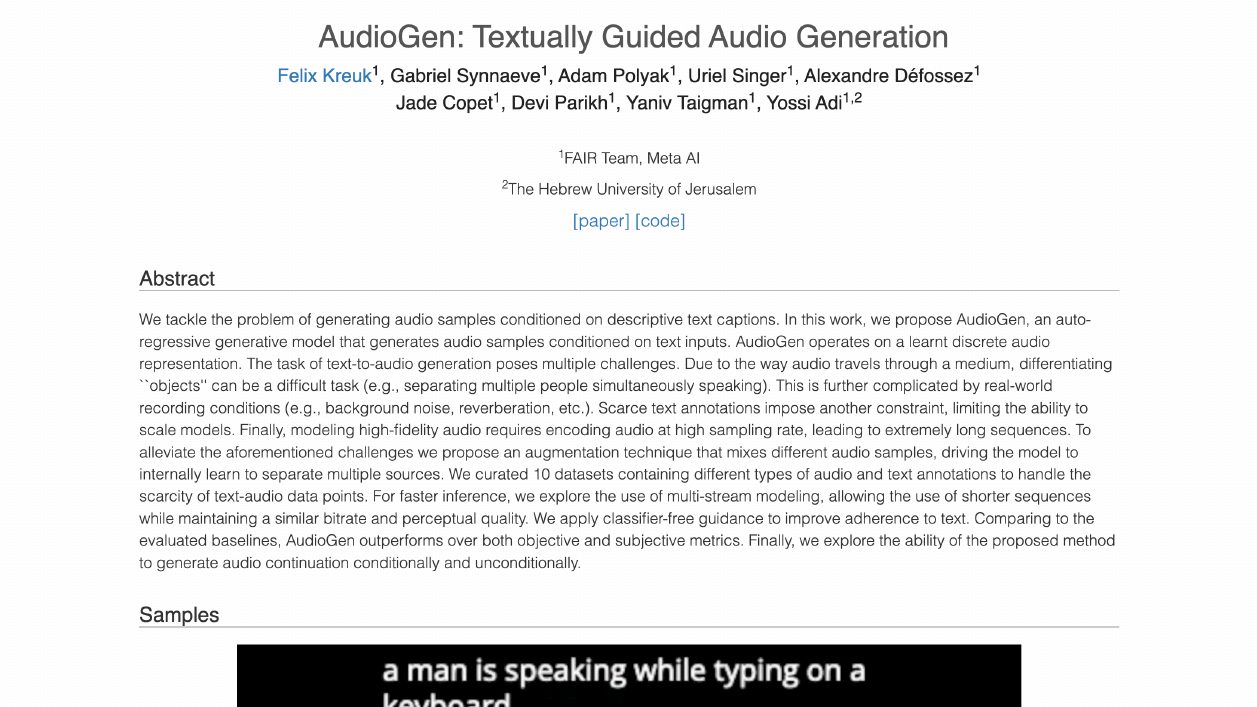 AudioGen: Textually Guided Audio Generation
Felix Kreuk¹, Gabriel Synnaeve¹, Adam Polyak¹, Uriel Singer¹, Alexandre Défossez¹
Jade Copet¹, Devi Parikh¹, Yaniv Taigman¹, Yossi Adi¹,²
¹FAIR Team, Meta AI
²The Hebrew University of Jerusalem
[paper] [code]
Abstract
We tackle the problem of generating audio samples conditioned on descriptive text captions. In this work, we propose AudioGen, an auto-
regressive generative model that generates audio samples conditioned on text inputs. AudioGen operates on a learnt discrete audio
representation. The task of text-to-audio generation poses multiple challenges. Due to the way audio travels through a medium, differentiating
``objects'' can be a difficult task (e.g., separating multiple people simultaneously speaking). This is further complicated by real-world
recording conditions (e.g., background noise, reverberation, etc.). Scarce text annotations impose another constraint, limiting the ability to
scale models. Finally, modeling high-fidelity audio requires encoding audio at high sampling rate, leading to extremely long sequences. To
alleviate the aforementioned challenges we propose an augmentation technique that mixes different audio samples, driving the model to
internally learn to separate multiple sources. We curated 10 datasets containing different types of audio and text annotations to handle the
scarcity of text-audio data points. For faster inference, we explore the use of multi-stream modeling, allowing the use of shorter sequences
while maintaining a similar bitrate and perceptual quality. We apply classifier-free guidance to improve adherence to text. Comparing to the
evaluated baselines, AudioGen outperforms over both objective and subjective metrics. Finally, we explore the ability of the proposed method
to generate audio continuation conditionally and unconditionally.
Samples
a man is speaking while typing on a
keyboard